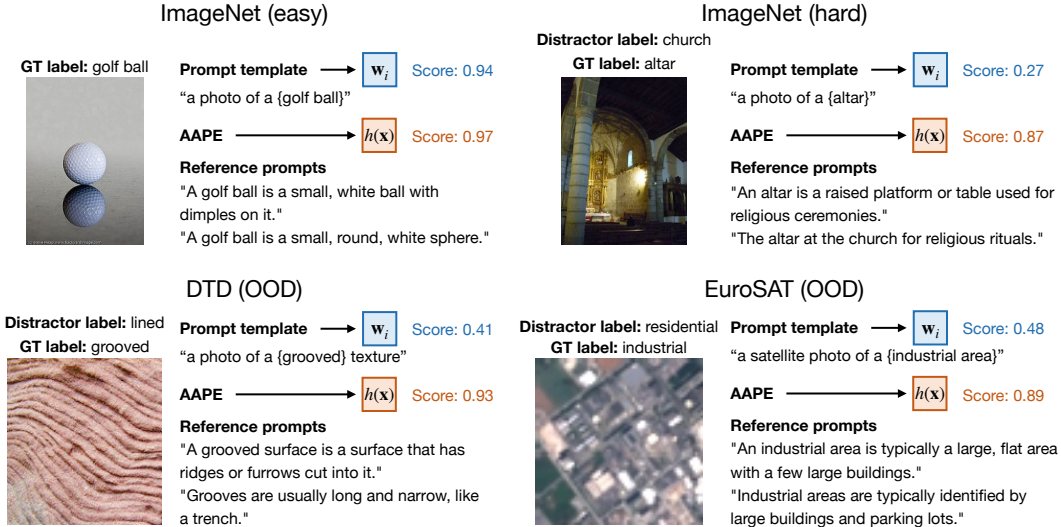 ImageNet (easy)
GT label: golf ball
Prompt template
w_i
Score: 0.94
“a photo of a {golf ball}”
AAPE
h(x)
Score: 0.97
Reference prompts
"A golf ball is a small, white ball with
dimples on it."
"A golf ball is a small, round, white sphere."
ImageNet (hard)
Distractor label: church
GT label: altar
Prompt template
w_i
Score: 0.27
“a photo of a {altar}”
AAPE
h(x)
Score: 0.87
Reference prompts
"An altar is a raised platform or table used for
religious ceremonies."
"The altar at the church for religious rituals."
DTD (OOD)
Distractor label: lined
GT label: grooved
Prompt template
w_i
Score: 0.41
“a photo of a {grooved} texture”
AAPE
h(x)
Score: 0.93
Reference prompts
"A grooved surface is a surface that has
ridges or furrows cut into it."
"Grooves are usually long and narrow, like
a trench."
EuroSAT (OOD)
Distractor label: residential
GT label: industrial
Prompt template
w_i
Score: 0.48
“a satellite photo of a {industrial area}”
AAPE
h(x)
Score: 0.89
Reference prompts
"An industrial area is typically a large, flat area
with a few large buildings."
"Industrial areas are typically identified by
large buildings and parking lots."